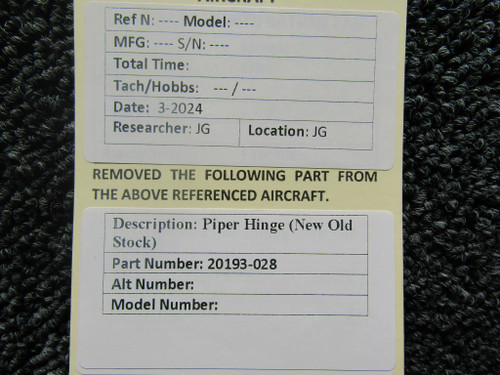 AIRCRAFT
Ref N: ---- Model: ----
MFG: ---- S/N: ----
Total Time:
Tach/Hobbs: --- / ---
Date: 3-2024
Researcher: JG Location: JG
REMOVED THE FOLLOWING PART FROM
THE ABOVE REFERENCED AIRCRAFT.
Description: Piper Hinge (New Old
Stock)
Part Number: 20193-028
Alt Number:
Model Number: